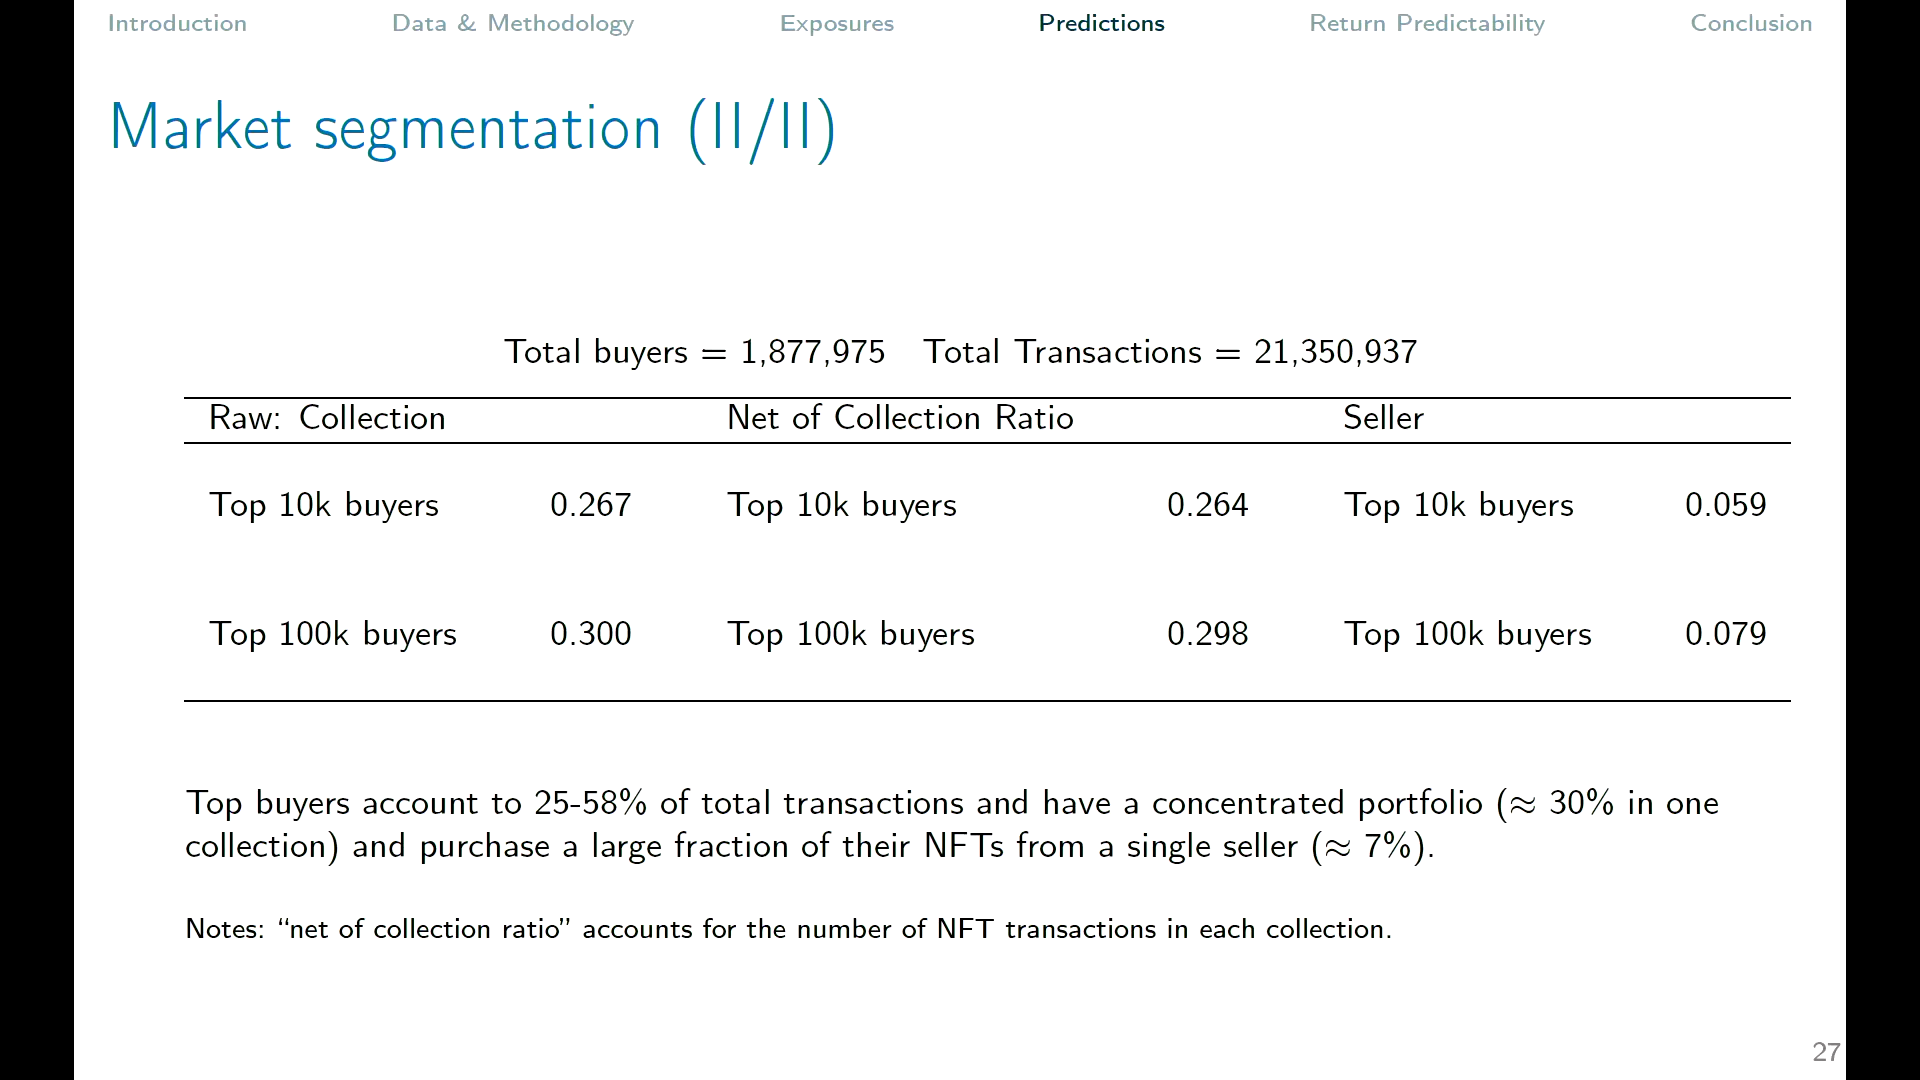 Introduction Data & Methodology Exposures Predictions Return Predictability Conclusion
Market segmentation (II/II)
Total buyers = 1,877,975 Total Transactions = 21,350,937
Raw: Collection Net of Collection Ratio Seller
Top 10k buyers 0.267 Top 10k buyers 0.264 Top 10k buyers 0.059
Top 100k buyers 0.300 Top 100k buyers 0.298 Top 100k buyers 0.079
Top buyers account to 25-58% of total transactions and have a concentrated portfolio (≈ 30% in one
collection) and purchase a large fraction of their NFTs from a single seller (≈ 7%).
Notes: “net of collection ratio” accounts for the number of NFT transactions in each collection.
27